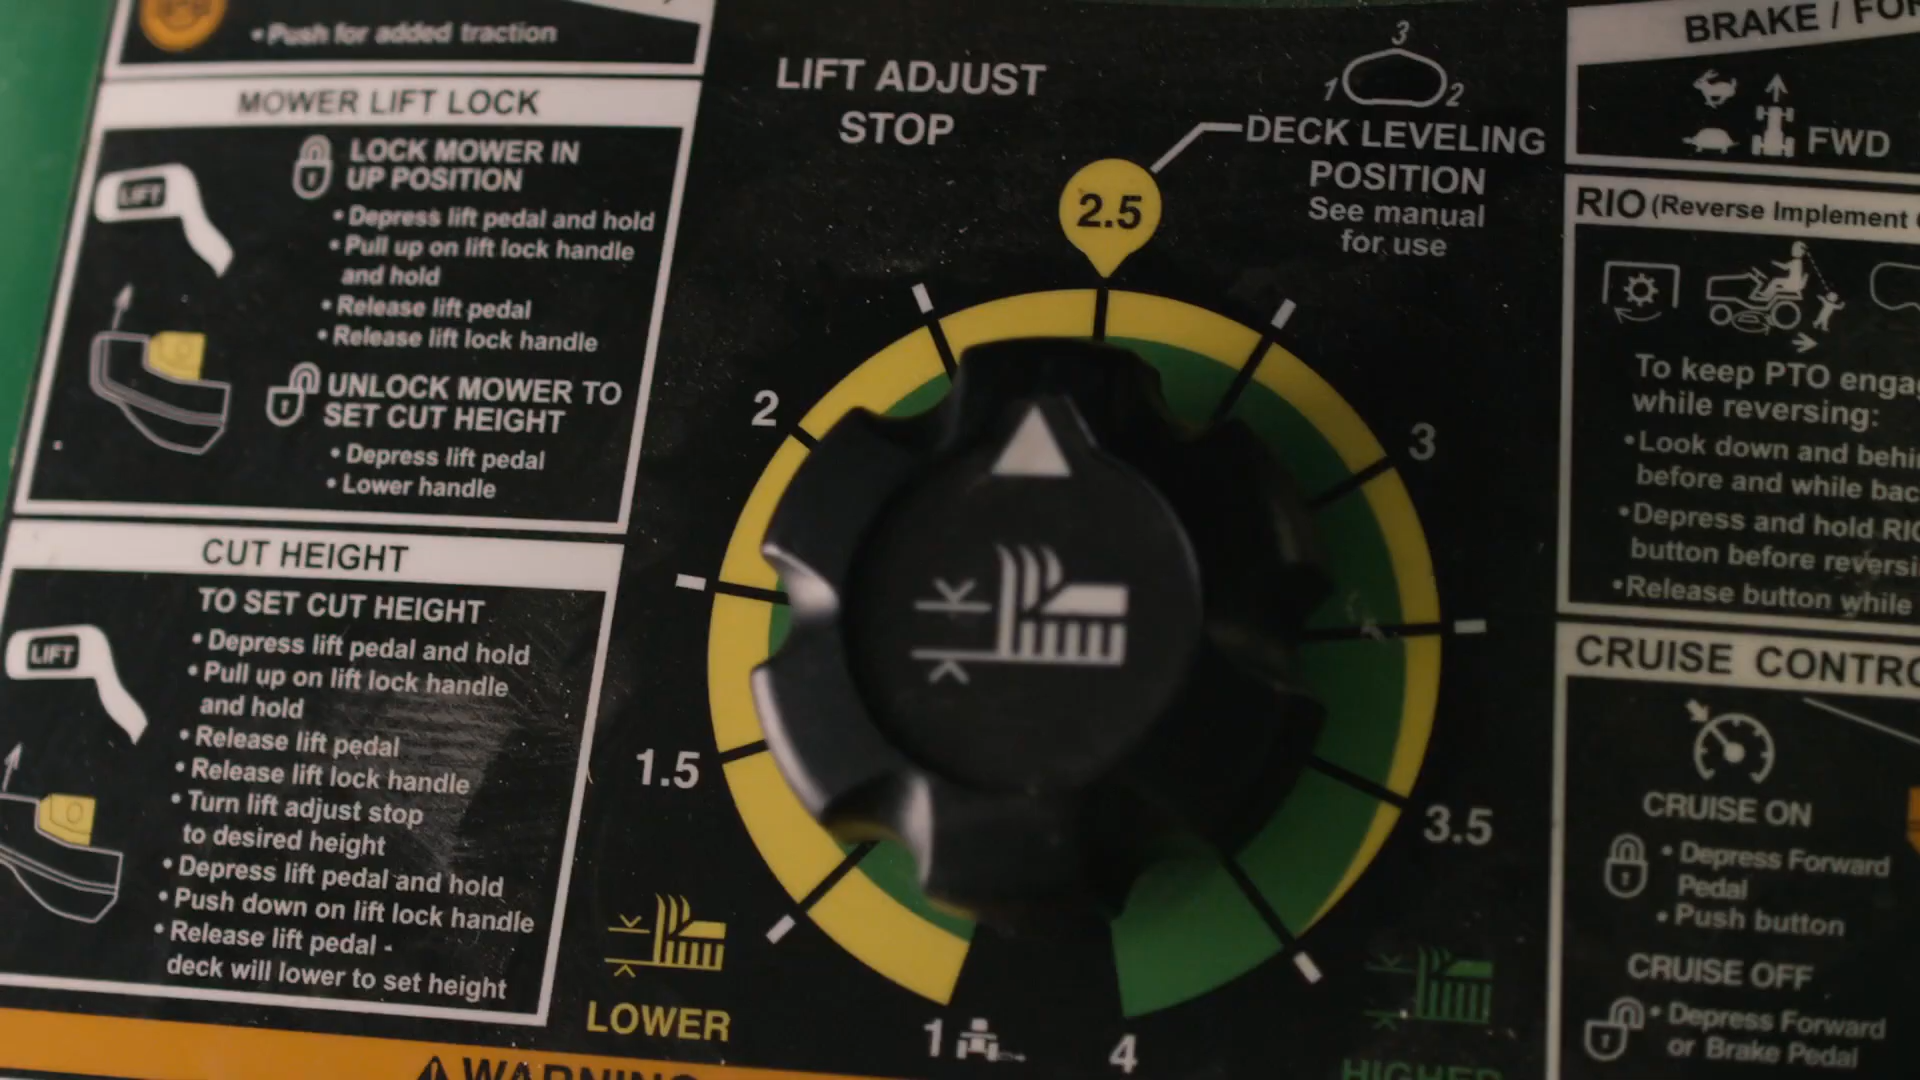 • Push for added traction
MOWER LIFT LOCK
LIFT
LOCK MOWER IN
UP POSITION
• Depress lift pedal and hold
• Pull up on lift lock handle
and hold
• Release lift pedal
• Release lift lock handle
UNLOCK MOWER TO
SET CUT HEIGHT
• Depress lift pedal
• Lower handle
CUT HEIGHT
LIFT
TO SET CUT HEIGHT
• Depress lift pedal and hold
• Pull up on lift lock handle
and hold
• Release lift pedal
• Release lift lock handle
• Turn lift adjust stop
to desired height
• Depress lift pedal and hold
• Push down on lift lock handle
• Release lift pedal -
deck will lower to set height
WARNING
LIFT ADJUST
STOP
3
1 2
DECK LEVELING
POSITION
See manual
for use
2.5
2
3
1.5
3.5
LOWER
1
4
HIGHER
BRAKE /
FWD
RIO (Reverse Implement
To keep PTO
while reversing:
• Look down and
before and while
• Depress and hold RIO
button before
• Release button while
CRUISE
CRUISE ON
• Depress Forward
Pedal
• Push button
CRUISE OFF
• Depress Forward
or Brake Pedal